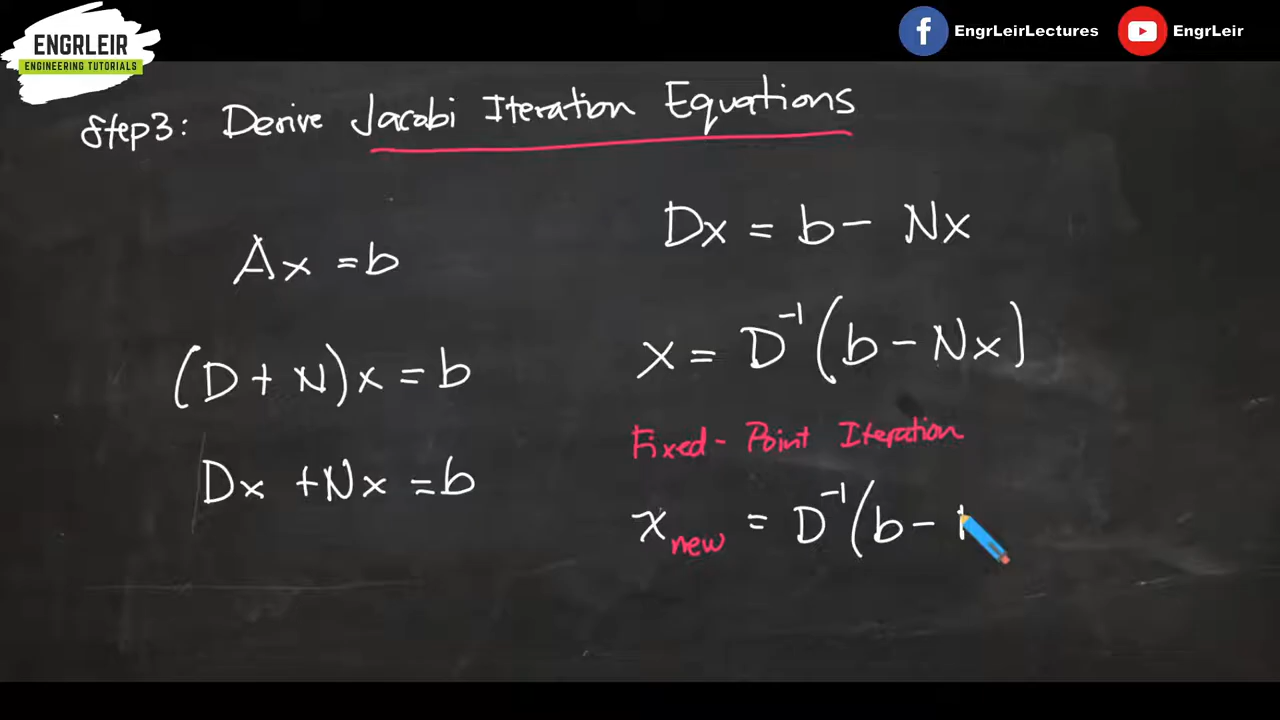 ENGRLEIR
ENGINEERING TUTORIALS
EngrLeirLectures
EngrLeir
Step3: Derive Jacobi Iteration Equations
Ax = b
(D + N)x = b
Dx + Nx = b
Dx = b - Nx
x = D⁻¹(b - Nx)
Fixed-Point Iteration
x new = D⁻¹(b -